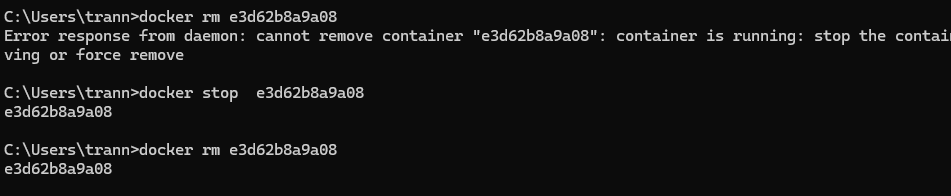 C:\Users\trann>docker rm e3d62b8a9a08
Error response from daemon: cannot remove container "e3d62b8a9a08": container is running: stop the contai
ving or force remove
C:\Users\trann>docker stop  e3d62b8a9a08
e3d62b8a9a08
C:\Users\trann>docker rm e3d62b8a9a08
e3d62b8a9a08